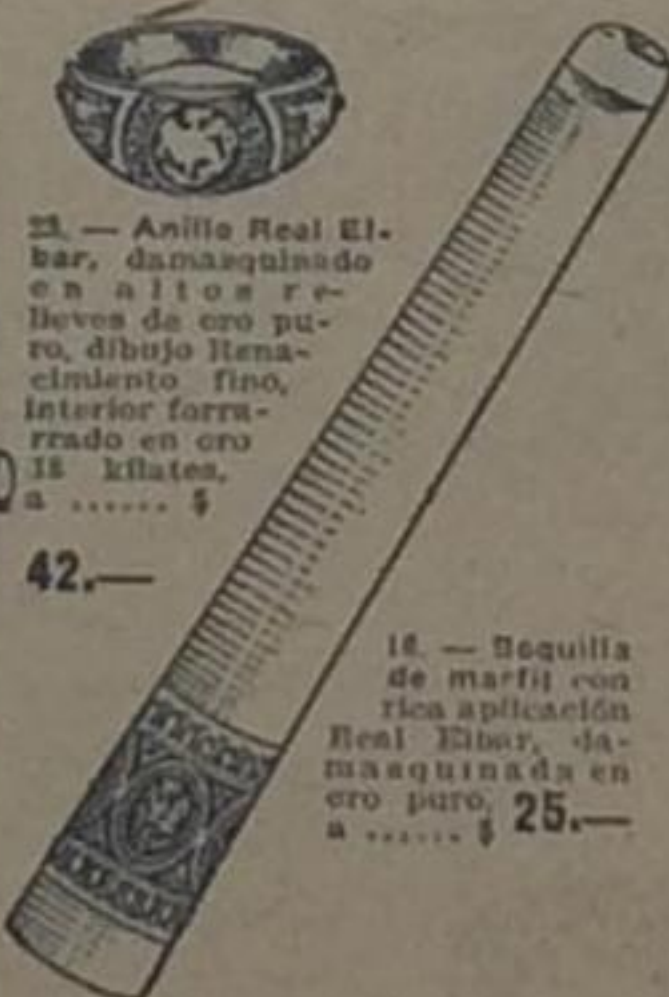 23. — Anillo Real Ei-
bar, damasquinado
en altos re-
lieves de oro pu-
ro, dibujo Rena-
cimiento fino,
interior forra-
rrado en oro
18 kilates,
a ...... $
42.—
16. — Boquilla
de marfil con
rica aplicación
Real Eibar, da-
masquinada en
oro puro,
a ...... $ 25.—